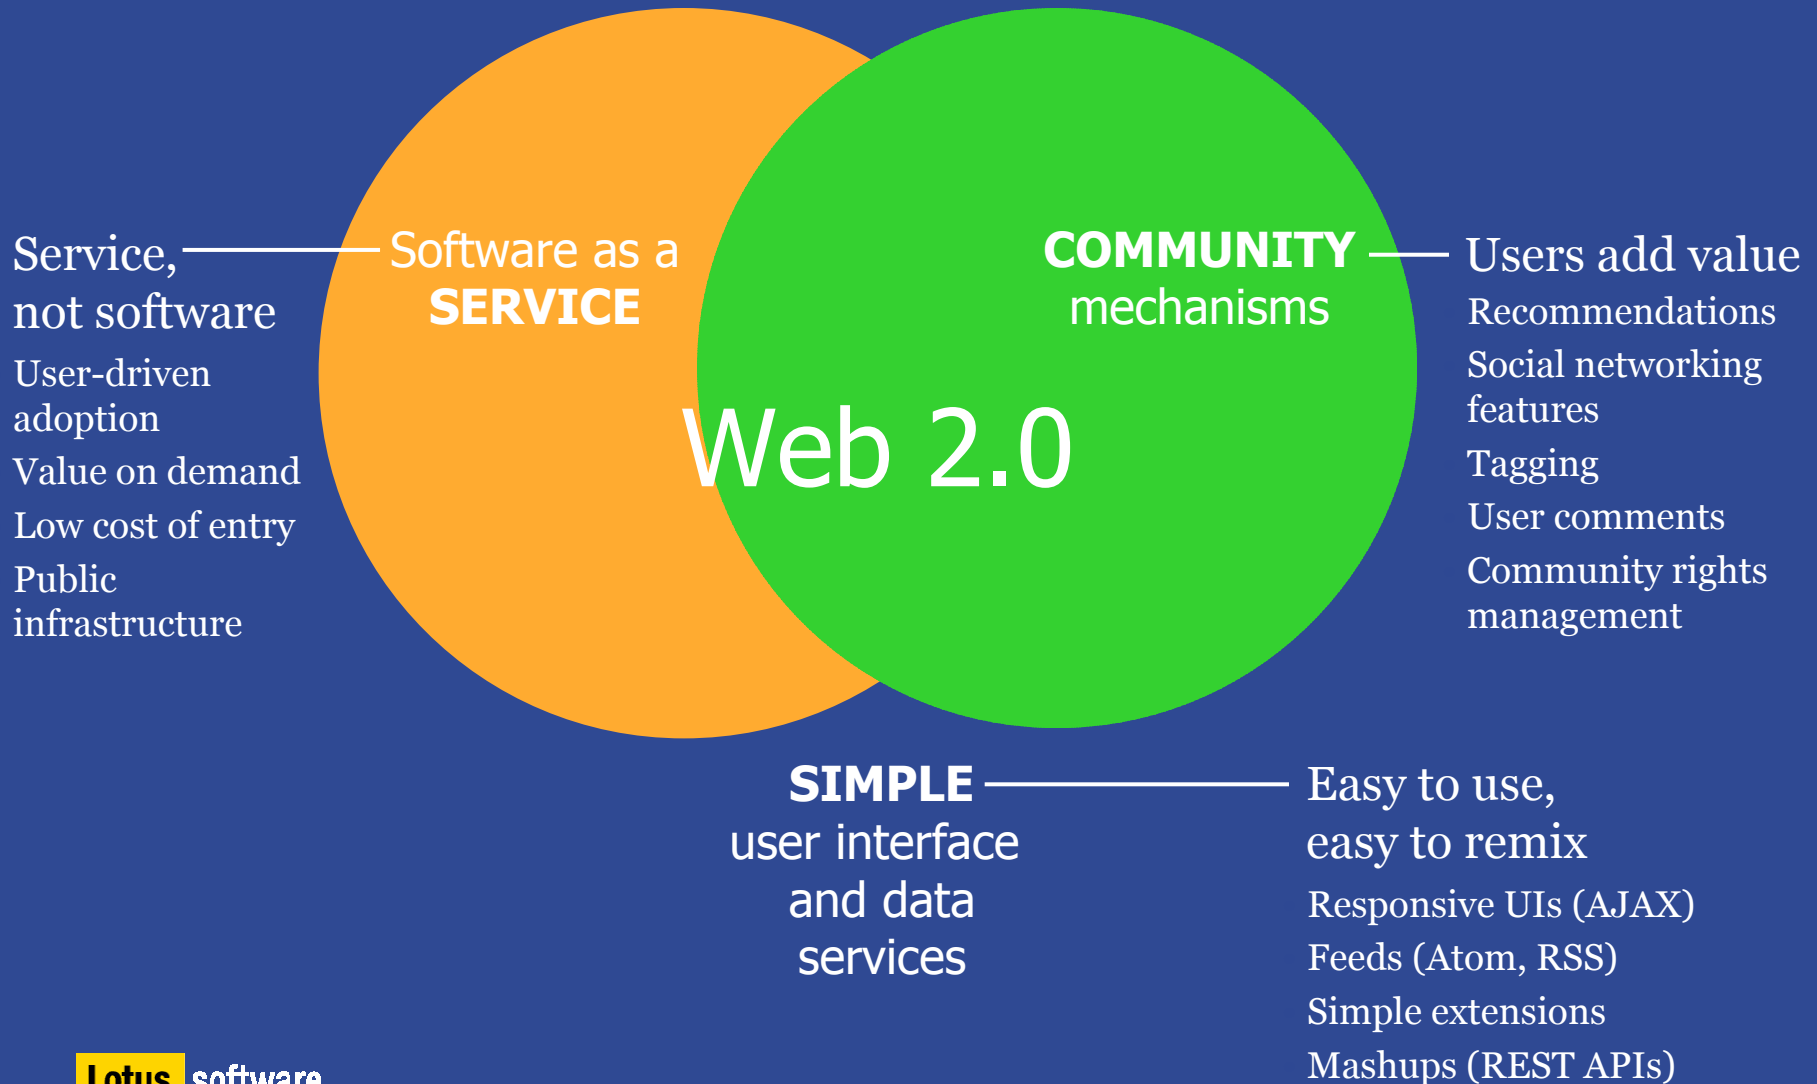 Service,
not software
User-driven
adoption
Value on demand
Low cost of entry
Public
infrastructure
Software as a
SERVICE
COMMUNITY
mechanisms
Web 2.0
Users add value
Recommendations
Social networking
features
Tagging
User comments
Community rights
management
SIMPLE
user interface
and data
services
Easy to use,
easy to remix
Responsive UIs (AJAX)
Feeds (Atom, RSS)
Simple extensions
Mashups (REST APIs)
Lotus software